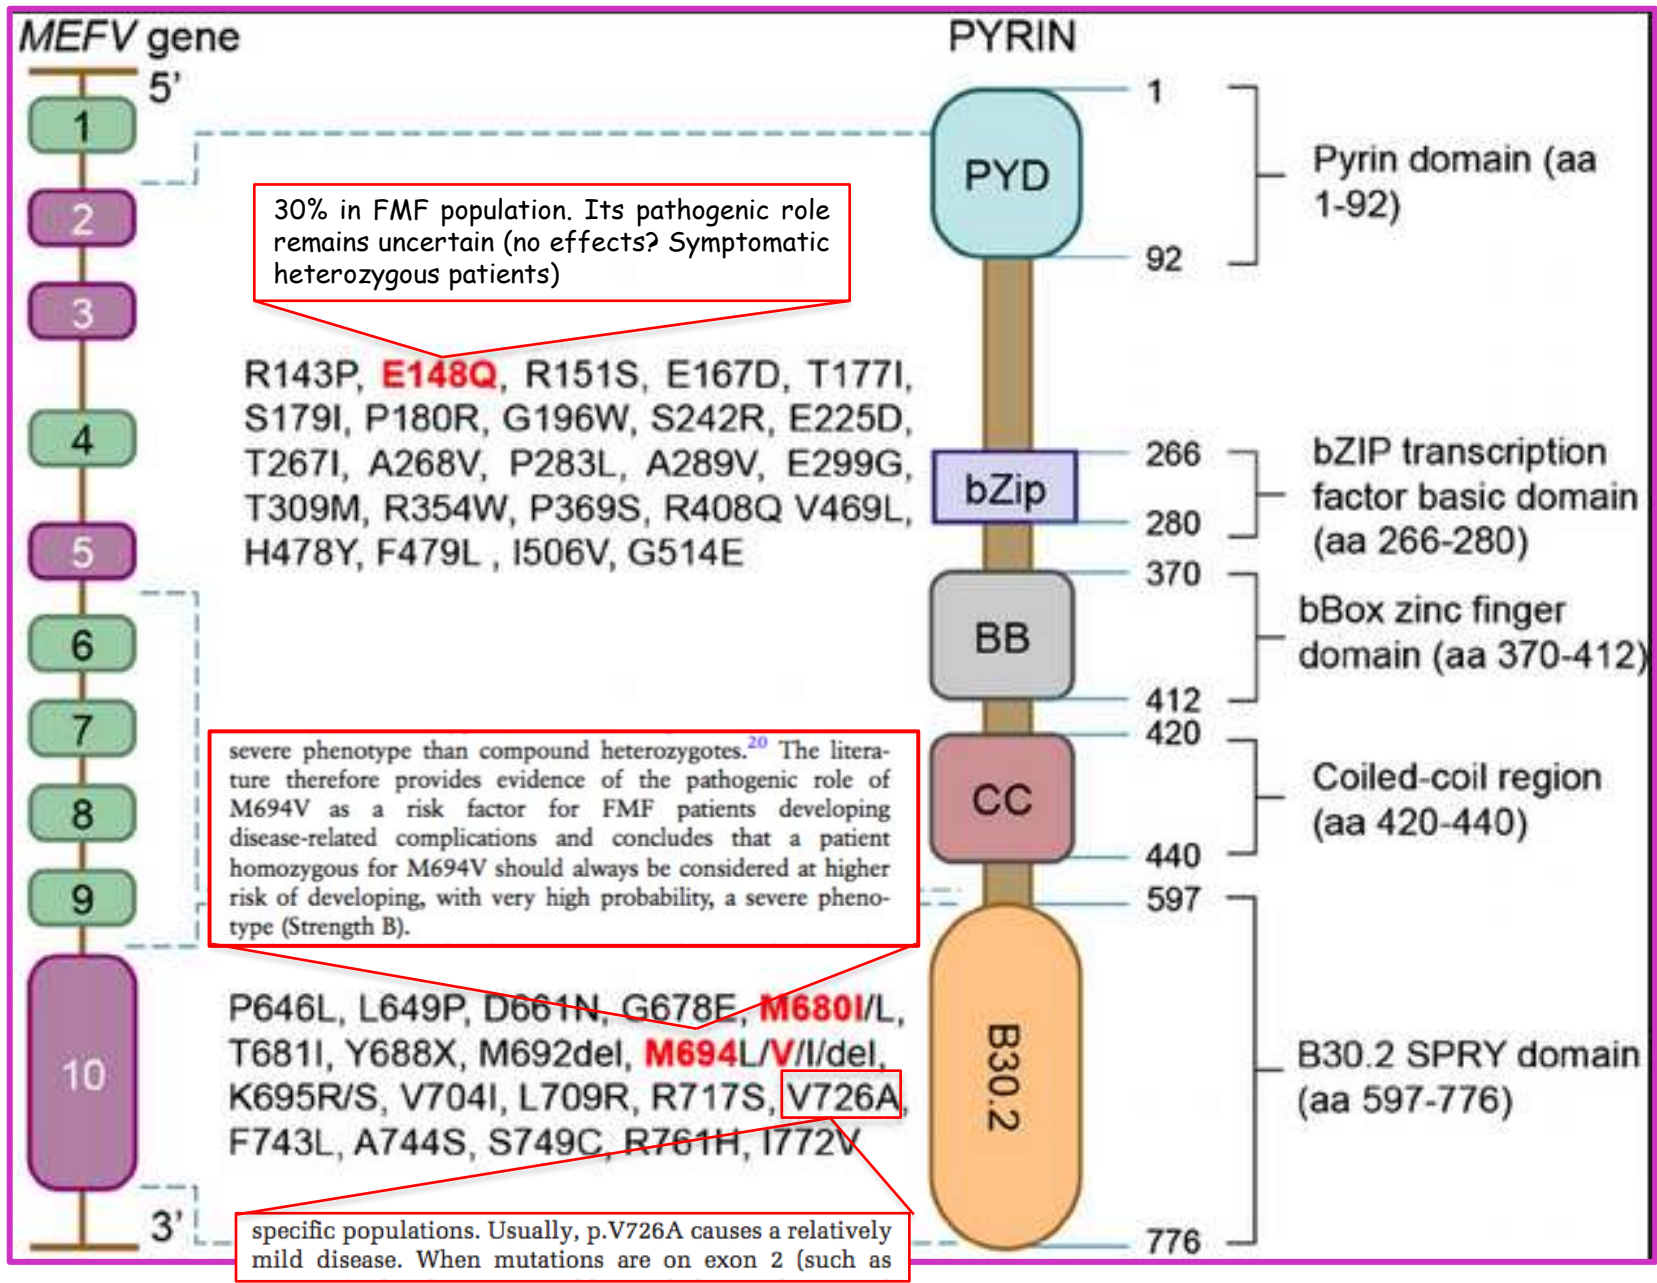 MEFV gene
5'
1
2
3
4
5
6
7
8
9
10
3'
30% in FMF population. Its pathogenic role
remains uncertain (no effects? Symptomatic
heterozygous patients)
R143P, E148Q, R151S, E167D, T177I,
S179I, P180R, G196W, S242R, E225D,
T267I, A268V, P283L, A289V, E299G,
T309M, R354W, P369S, R408Q V469L,
H478Y, F479L , I506V, G514E
severe phenotype than compound heterozygotes.20 The litera-
ture therefore provides evidence of the pathogenic role of
M694V as a risk factor for FMF patients developing
disease-related complications and concludes that a patient
homozygous for M694V should always be considered at higher
risk of developing, with very high probability, a severe pheno-
type (Strength B).
P646L, L649P, D661N, G678E, M680I/L,
T681I, Y688X, M692del, M694L/V/I/del,
K695R/S, V704I, L709R, R717S, V726A,
F743L, A744S, S749C, R761H, I772V
specific populations. Usually, p.V726A causes a relatively
mild disease. When mutations are on exon 2 (such as
PYRIN
PYD
bZip
BB
CC
B30.2
1
92
266
280
370
412
420
440
597
776
Pyrin domain (aa
1-92)
bZIP transcription
factor basic domain
(aa 266-280)
bBox zinc finger
domain (aa 370-412)
Coiled-coil region
(aa 420-440)
B30.2 SPRY domain
(aa 597-776)